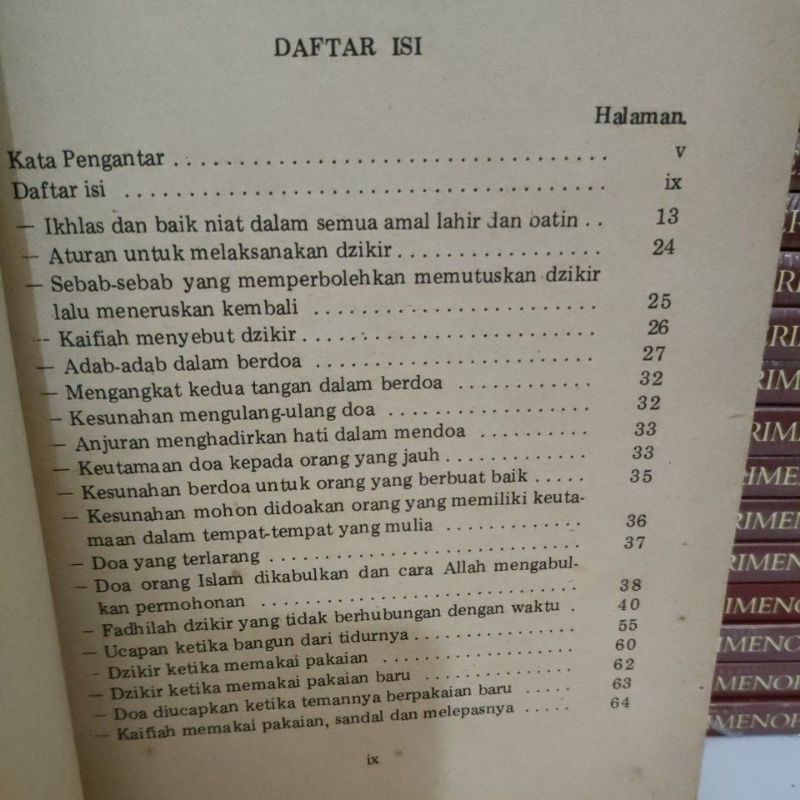 DAFTAR ISI
Halaman.
Kata Pengantar . . . . . . . . . . . . . . . . . . . . . . . . . . . . . . . . v
Daftar isi . . . . . . . . . . . . . . . . . . . . . . . . . . . . . . . . . . ix
— Ikhlas dan baik niat dalam semua amal lahir dan batin . . 13
— Aturan untuk melaksanakan dzikir . . . . . . . . . . . . . . . . 24
— Sebab-sebab yang memperbolehkan memutuskan dzikir
lalu meneruskan kembali . . . . . . . . . . . . . . . . . . . . . 25
— Kaifiah menyebut dzikir . . . . . . . . . . . . . . . . . . . . . . 26
— Adab-adab dalam berdoa . . . . . . . . . . . . . . . . . . . . . 27
— Mengangkat kedua tangan dalam berdoa . . . . . . . . . . 32
— Kesunahan mengulang-ulang doa . . . . . . . . . . . . . . . 32
— Anjuran menghadirkan hati dalam mendoa . . . . . . . . 33
— Keutamaan doa kepada orang yang jauh . . . . . . . . . . . 33
— Kesunahan berdoa untuk orang yang berbuat baik . . . . . 35
— Kesunahan mohon didoakan orang yang memiliki keuta-
maan dalam tempat-tempat yang mulia . . . . . . . . . . . 36
— Doa yang terlarang . . . . . . . . . . . . . . . . . . . . . . . . . 37
— Doa orang Islam dikabulkan dan cara Allah mengabul-
kan permohonan . . . . . . . . . . . . . . . . . . . . . . . . . . 38
— Fadhilah dzikir yang tidak berhubungan dengan waktu . 40
— Ucapan ketika bangun dari tidurnya . . . . . . . . . . . . . . 55
- Dzikir ketika memakai pakaian . . . . . . . . . . . . . . . . . 60
— Dzikir ketika memakai pakaian baru . . . . . . . . . . . . . 62
— Doa diucapkan ketika temannya berpakaian baru . . . . . 63
— Kaifiah memakai pakaian, sandal dan melepasnya . . . . . 64
ix